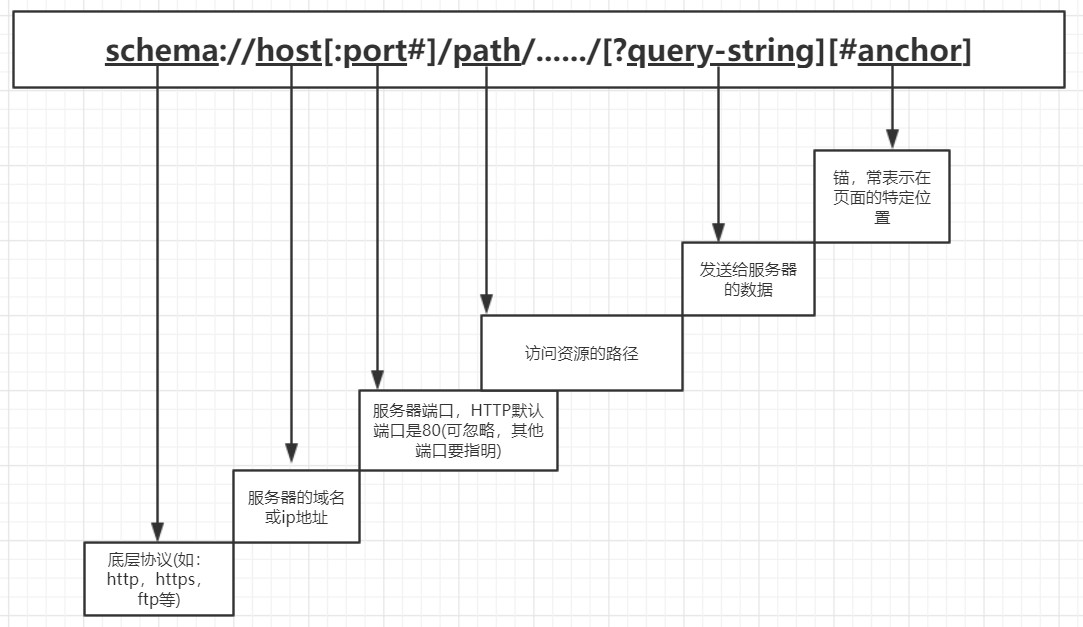 schema://host[:port#]/path/....../[?query-string][#anchor]
锚，常表示在
页面的特定位
置
发送给服务器
的数据
访问资源的路径
服务器端口，HTTP默认
端口是80(可忽略，其他
端口要指明)
服务器的域名
或ip地址
底层协议(如：
http，https，
ftp等)